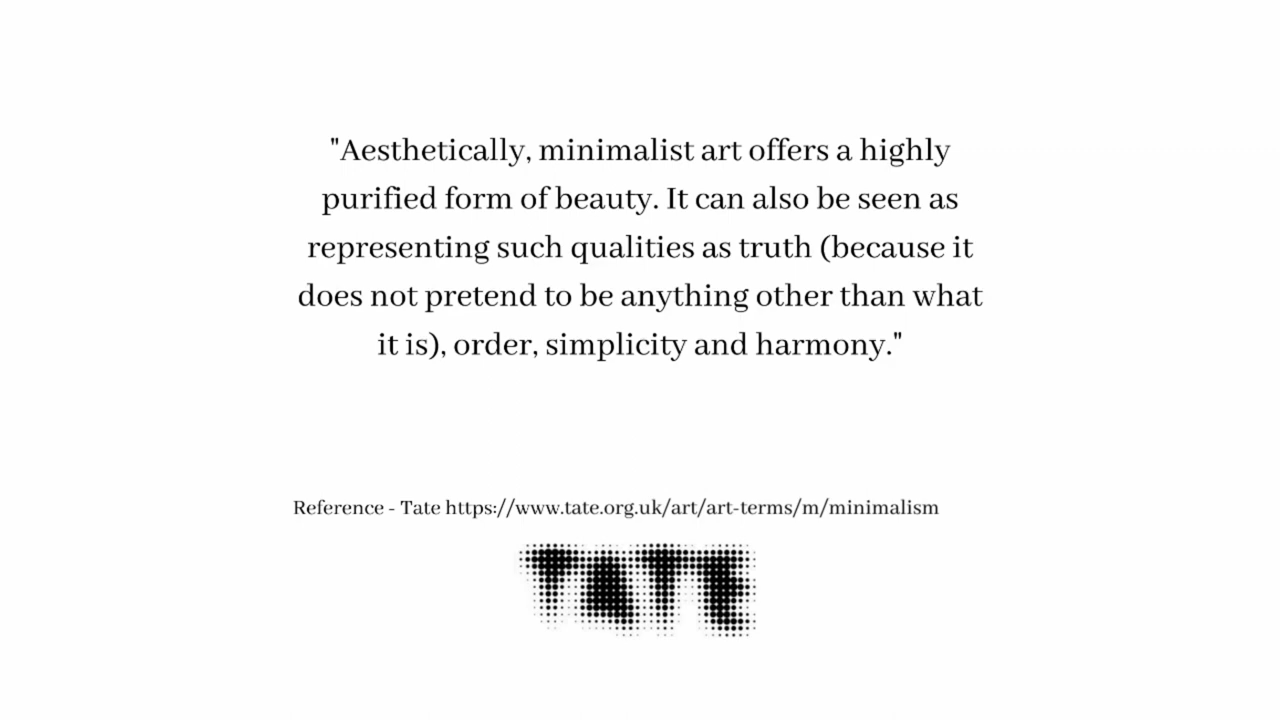 "Aesthetically, minimalist art offers a highly
purified form of beauty. It can also be seen as
representing such qualities as truth (because it
does not pretend to be anything other than what
it is), order, simplicity and harmony."
Reference - Tate https://www.tate.org.uk/art/art-terms/m/minimalism
TATE